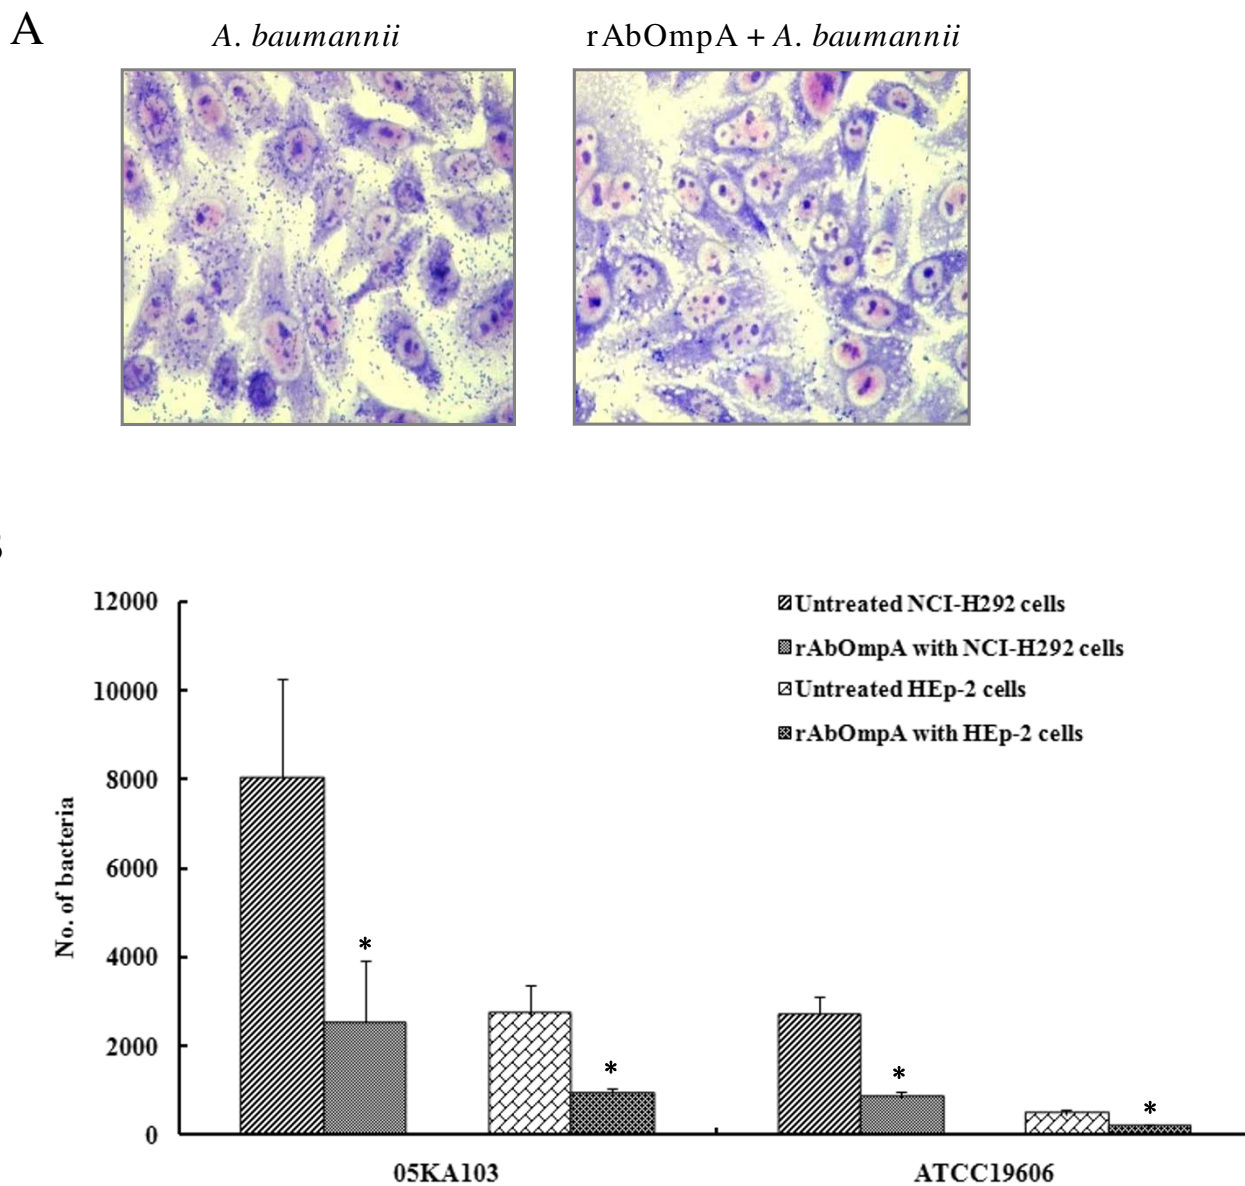 A
A. baumannii
rAbOmpA + A. baumannii
12000
10000
8000
6000
4000
2000
0
No. of bacteria
Untreated NCI-H292 cells
rAbOmpA with NCI-H292 cells
Untreated HEp-2 cells
rAbOmpA with HEp-2 cells
*
*
*
*
05KA103
ATCC19606